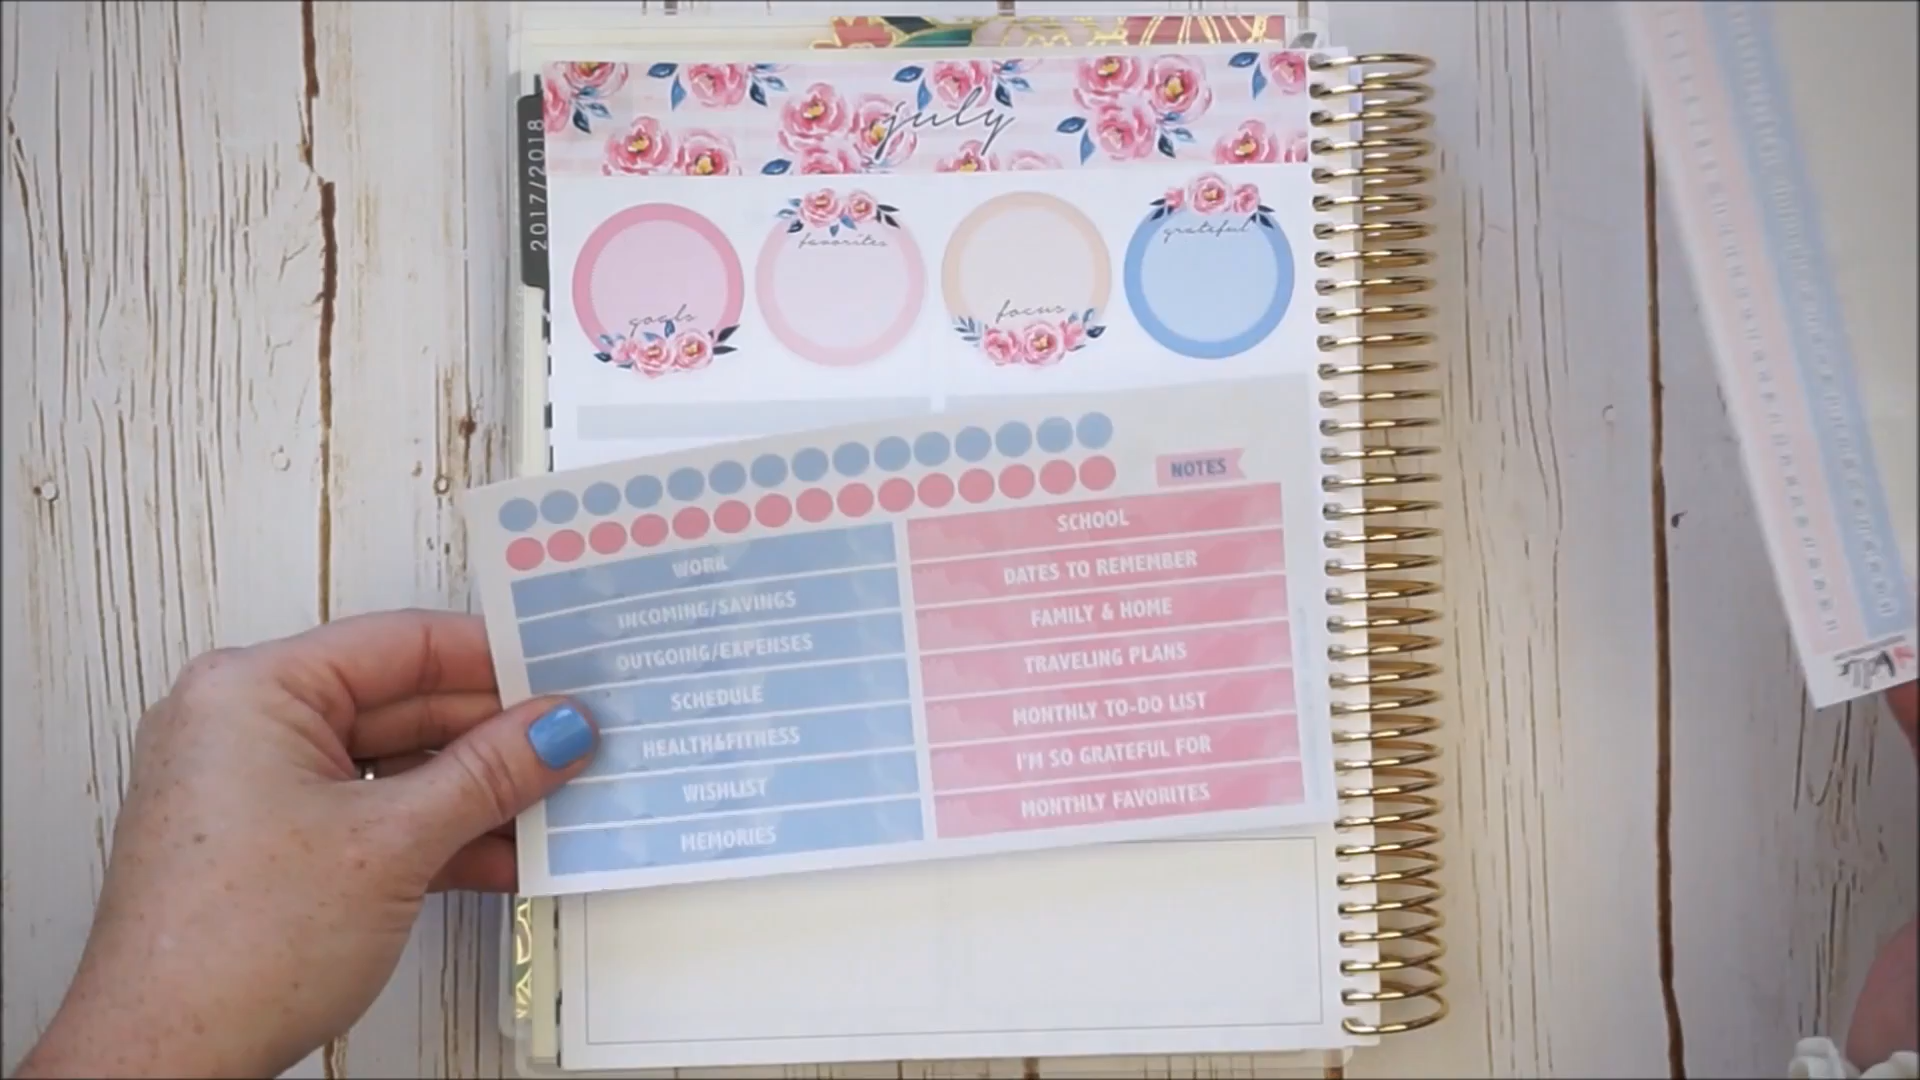 july
2017/2018
goals
favorites
focus
grateful
NOTES
WORK
INCOMING/SAVINGS
OUTGOING/EXPENSES
SCHEDULE
HEALTH&FITNESS
WISHLIST
MEMORIES
SCHOOL
DATES TO REMEMBER
FAMILY & HOME
TRAVELING PLANS
MONTHLY TO-DO LIST
I'M SO GRATEFUL FOR
MONTHLY FAVORITES